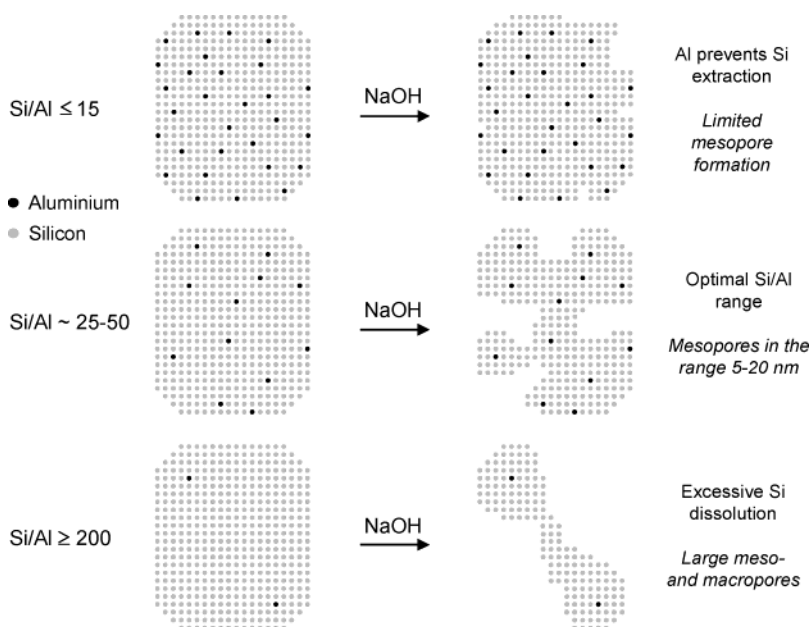 Si/Al ≤ 15
NaOH
Al prevents Si
extraction
Limited
mesopore
formation
Aluminium
Silicon
Si/Al ~ 25-50
NaOH
Optimal Si/Al
range
Mesopores in the
range 5-20 nm
Si/Al ≥ 200
NaOH
Excessive Si
dissolution
Large meso-
and macropores